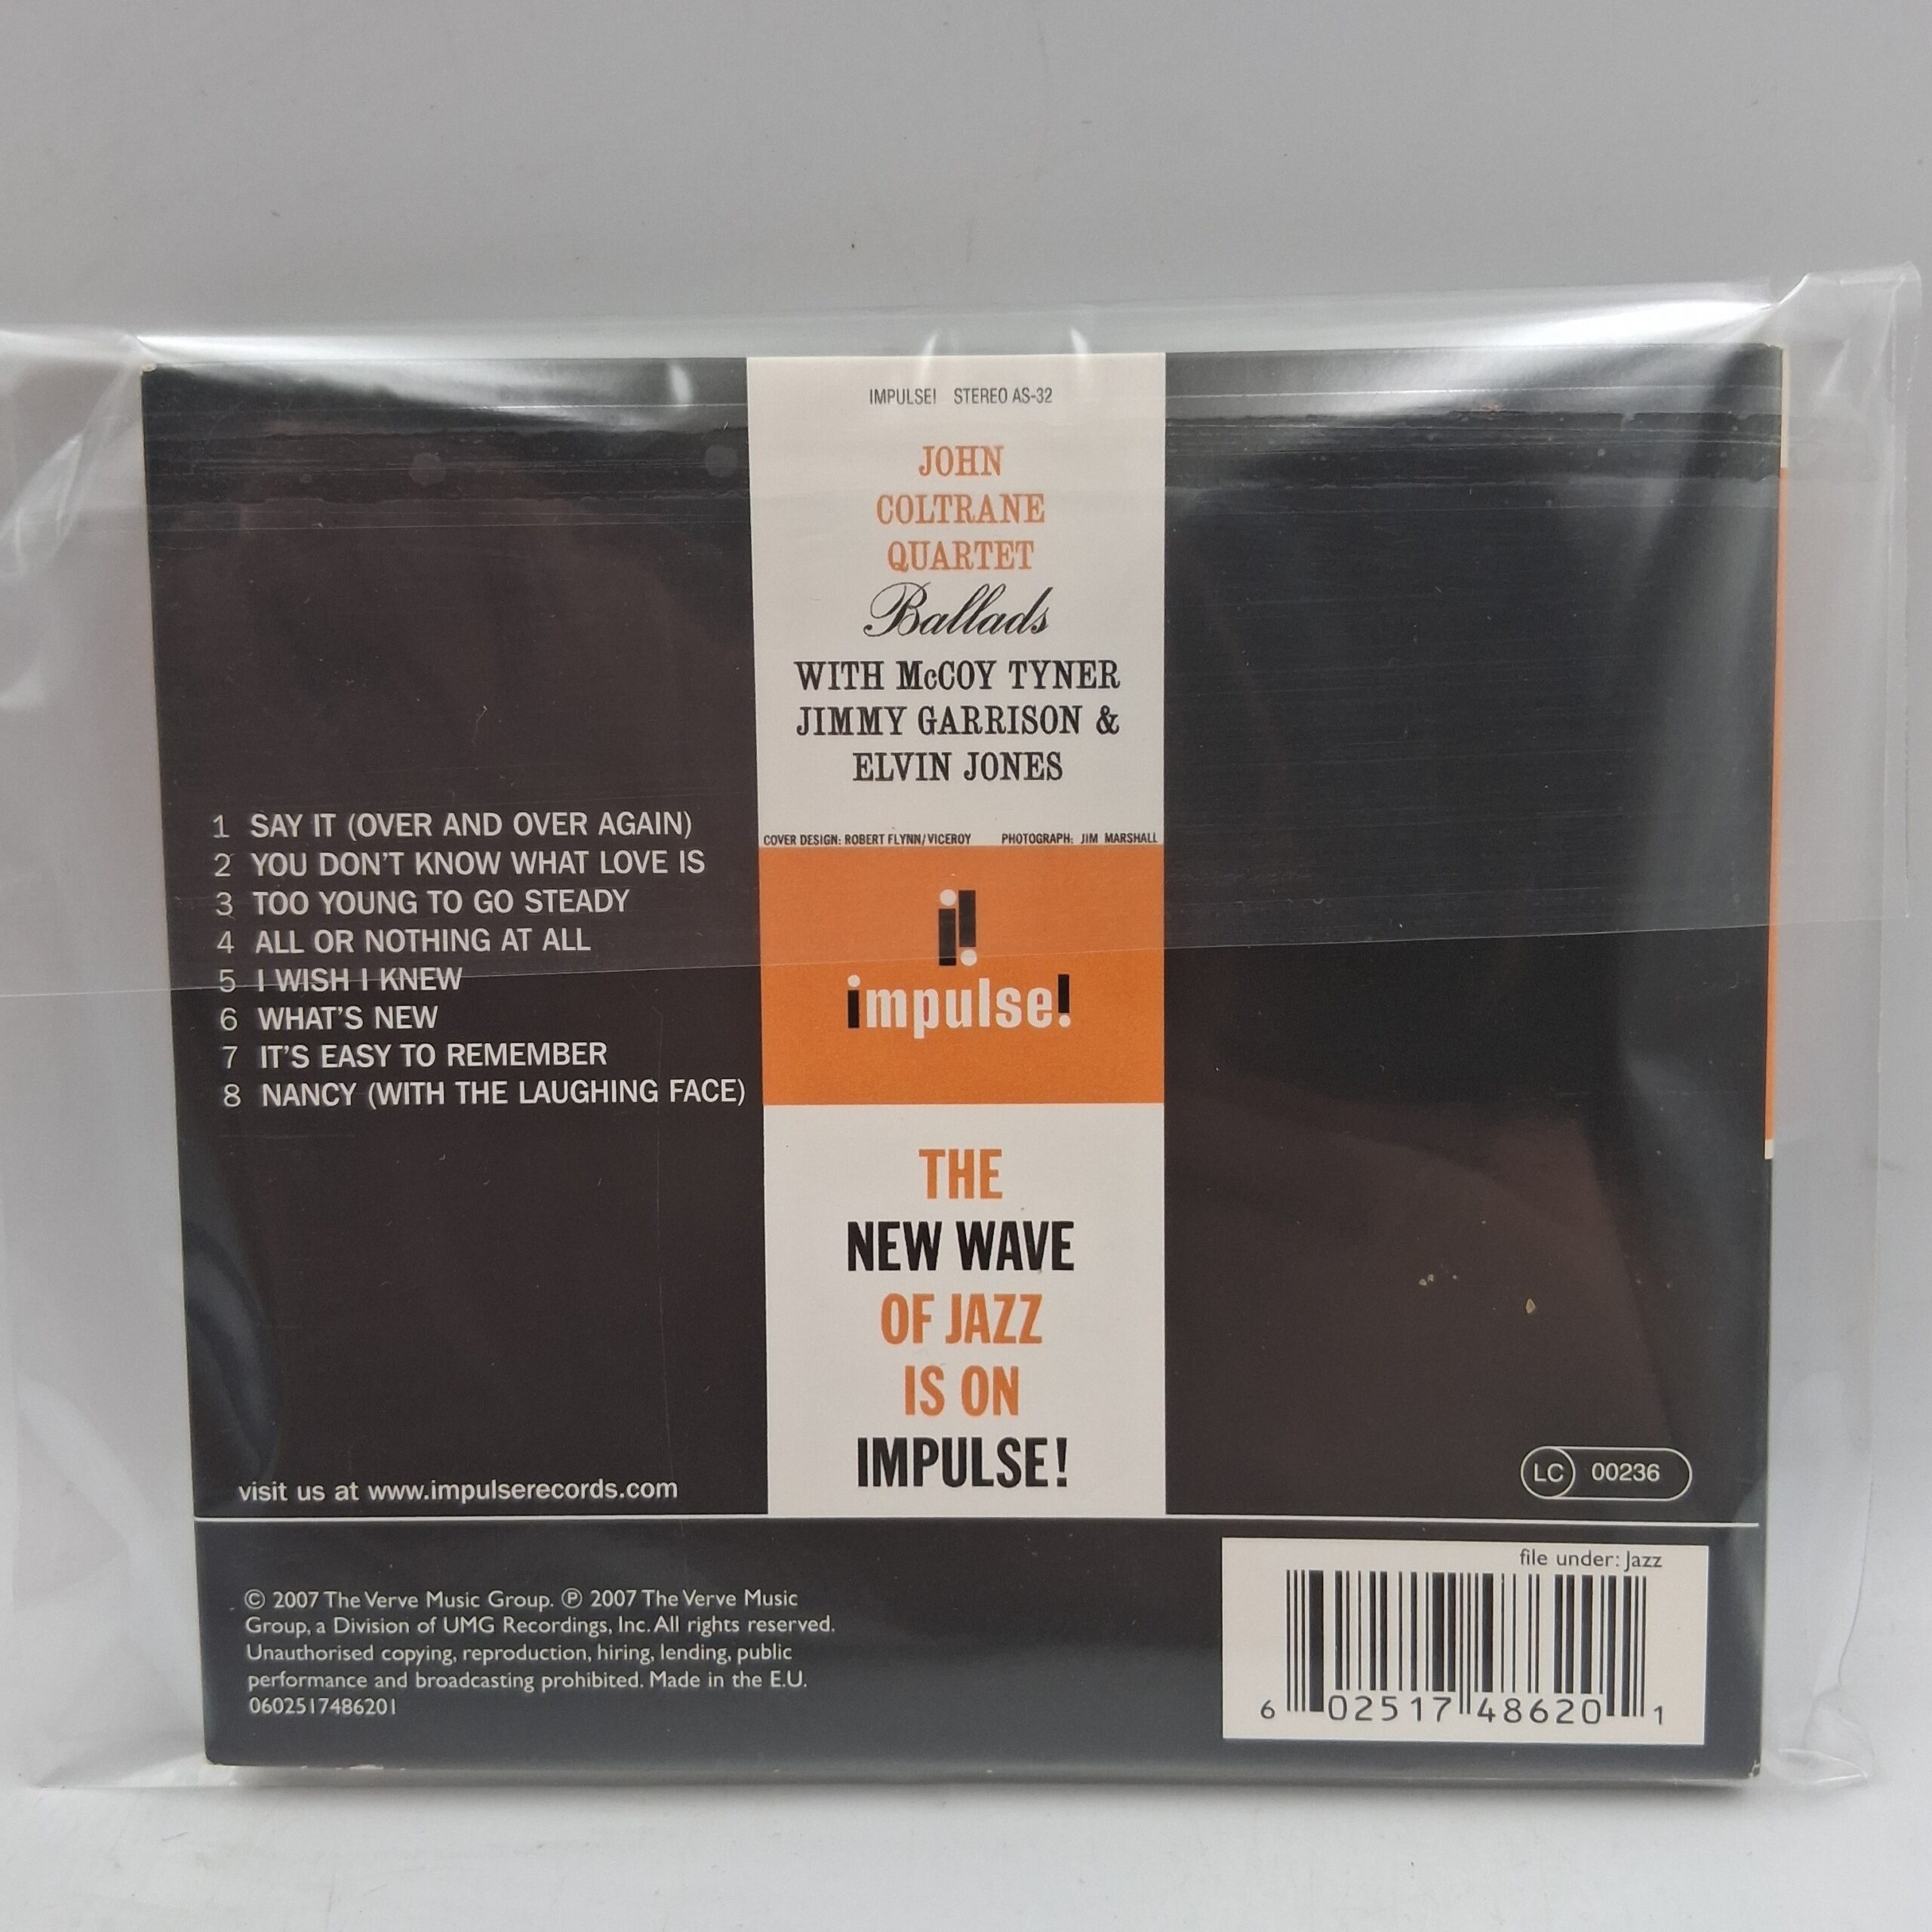 IMPULSE! STEREO AS-32
JOHN
COLTRANE
QUARTET
Ballads
WITH McCOY TYNER
JIMMY GARRISON &
ELVIN JONES
COVER DESIGN: ROBERT FLYNN/VICEROY PHOTOGRAPH: JIM MARSHALL
1 SAY IT (OVER AND OVER AGAIN)
2 YOU DON'T KNOW WHAT LOVE IS
3 TOO YOUNG TO GO STEADY
4 ALL OR NOTHING AT ALL
5 I WISH I KNEW
6 WHAT'S NEW
7 IT'S EASY TO REMEMBER
8 NANCY (WITH THE LAUGHING FACE)
i!
impulse!
THE
NEW WAVE
OF JAZZ
IS ON
IMPULSE!
visit us at www.impulserecords.com
LC 00236
© 2007 The Verve Music Group. ℗ 2007 The Verve Music
Group, a Division of UMG Recordings, Inc. All rights reserved.
Unauthorised copying, reproduction, hiring, lending, public
performance and broadcasting prohibited. Made in the E.U.
0602517486201
file under: Jazz
6 02517 48620 1